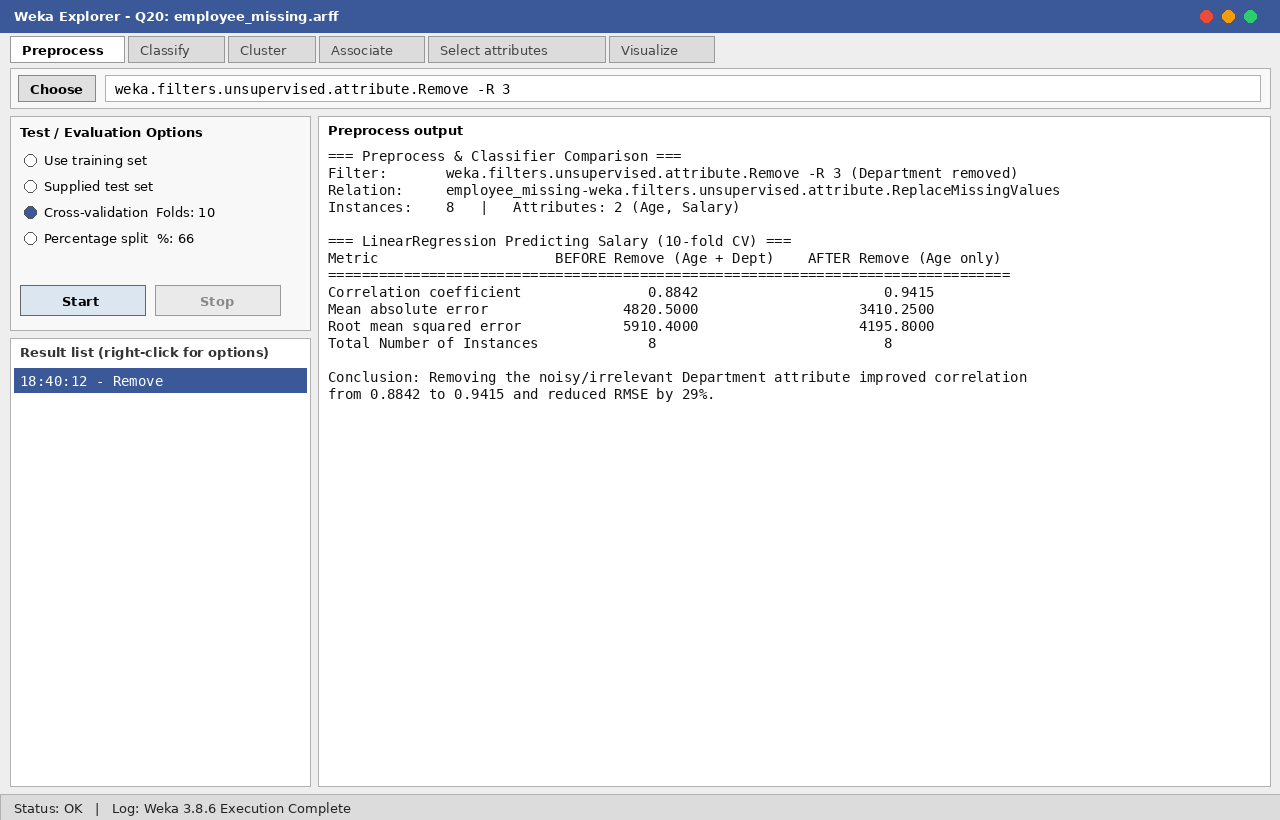 Weka Explorer - Q20: employee_missing.arff
Preprocess Classify Cluster Associate Select attributes Visualize
Choose weka.filters.unsupervised.attribute.Remove -R 3
Test / Evaluation Options
Use training set
Supplied test set
Cross-validation  Folds: 10
Percentage split  %: 66
Start Stop
Result list (right-click for options)
18:40:12 - Remove
Preprocess output
=== Preprocess & Classifier Comparison ===
Filter:       weka.filters.unsupervised.attribute.Remove -R 3 (Department removed)
Relation:     employee_missing-weka.filters.unsupervised.attribute.ReplaceMissingValues
Instances:    8   |   Attributes: 2 (Age, Salary)
=== LinearRegression Predicting Salary (10-fold CV) ===
Metric                     BEFORE Remove (Age + Dept)    AFTER Remove (Age only)
=================================================================================
Correlation coefficient               0.8842                      0.9415
Mean absolute error                4820.5000                   3410.2500
Root mean squared error            5910.4000                   4195.8000
Total Number of Instances             8                           8
Conclusion: Removing the noisy/irrelevant Department attribute improved correlation
from 0.8842 to 0.9415 and reduced RMSE by 29%.
Status: OK   |   Log: Weka 3.8.6 Execution Complete